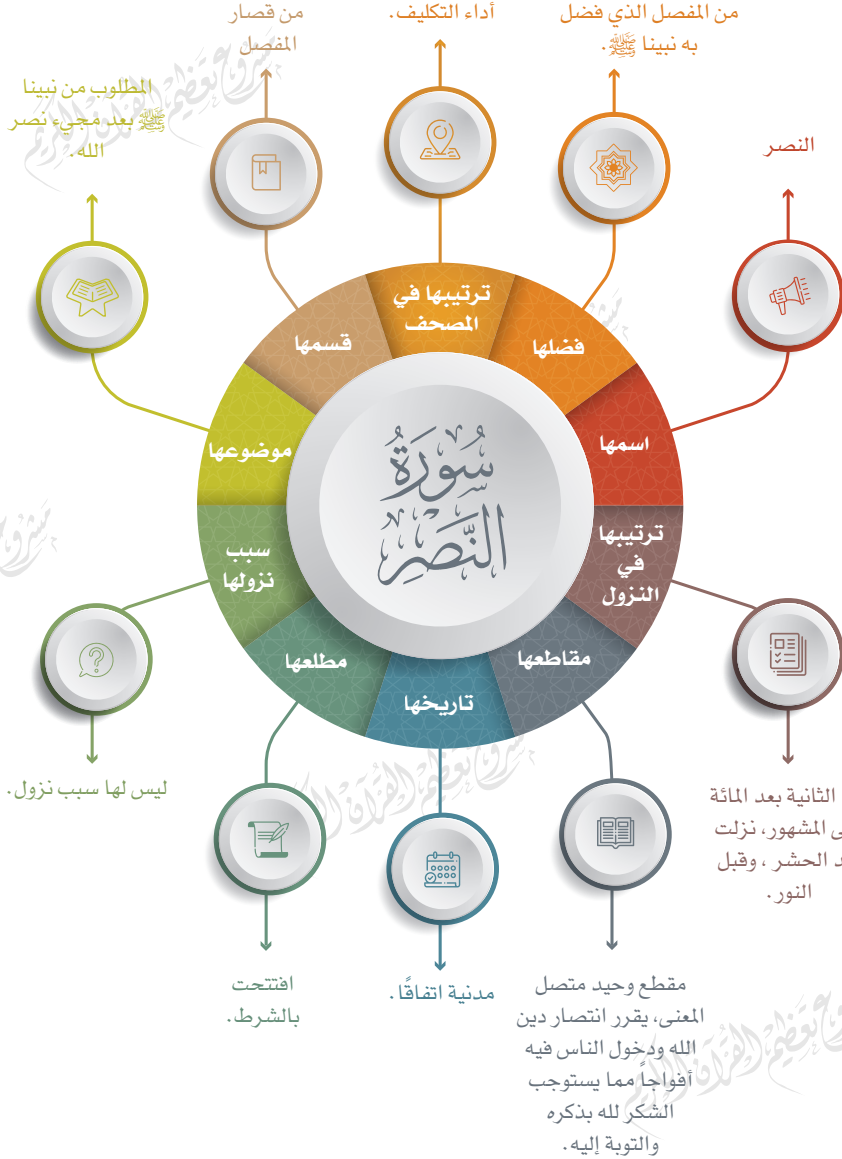 سُورَةُ
النَّصْرِ
اسمها
النصر
فضلها
من المفصل الذي فضل
به نبينا ﷺ.
ترتيبها في
المصحف
أداء التكليف.
قسمها
من قصار
المفصل
موضوعها
المطلوب من نبينا
ﷺ بعد مجيء نصر
الله.
سبب
نزولها
ليس لها سبب نزول.
مطلعها
افتتحت
بالشرط.
تاريخها
مدنية اتفاقًا.
مقاطعها
مقطع وحيد متصل
المعنى، يقرر انتصار دين
الله ودخول الناس فيه
أفواجاً مما يستوجب
الشكر لله بذكره
والتوبة إليه.
ترتيبها
في
النزول
الثانية بعد المائة
المشهور، نزلت
الحشر ، وقبل
النور.
مشروع تعظيم القرآن الكريم